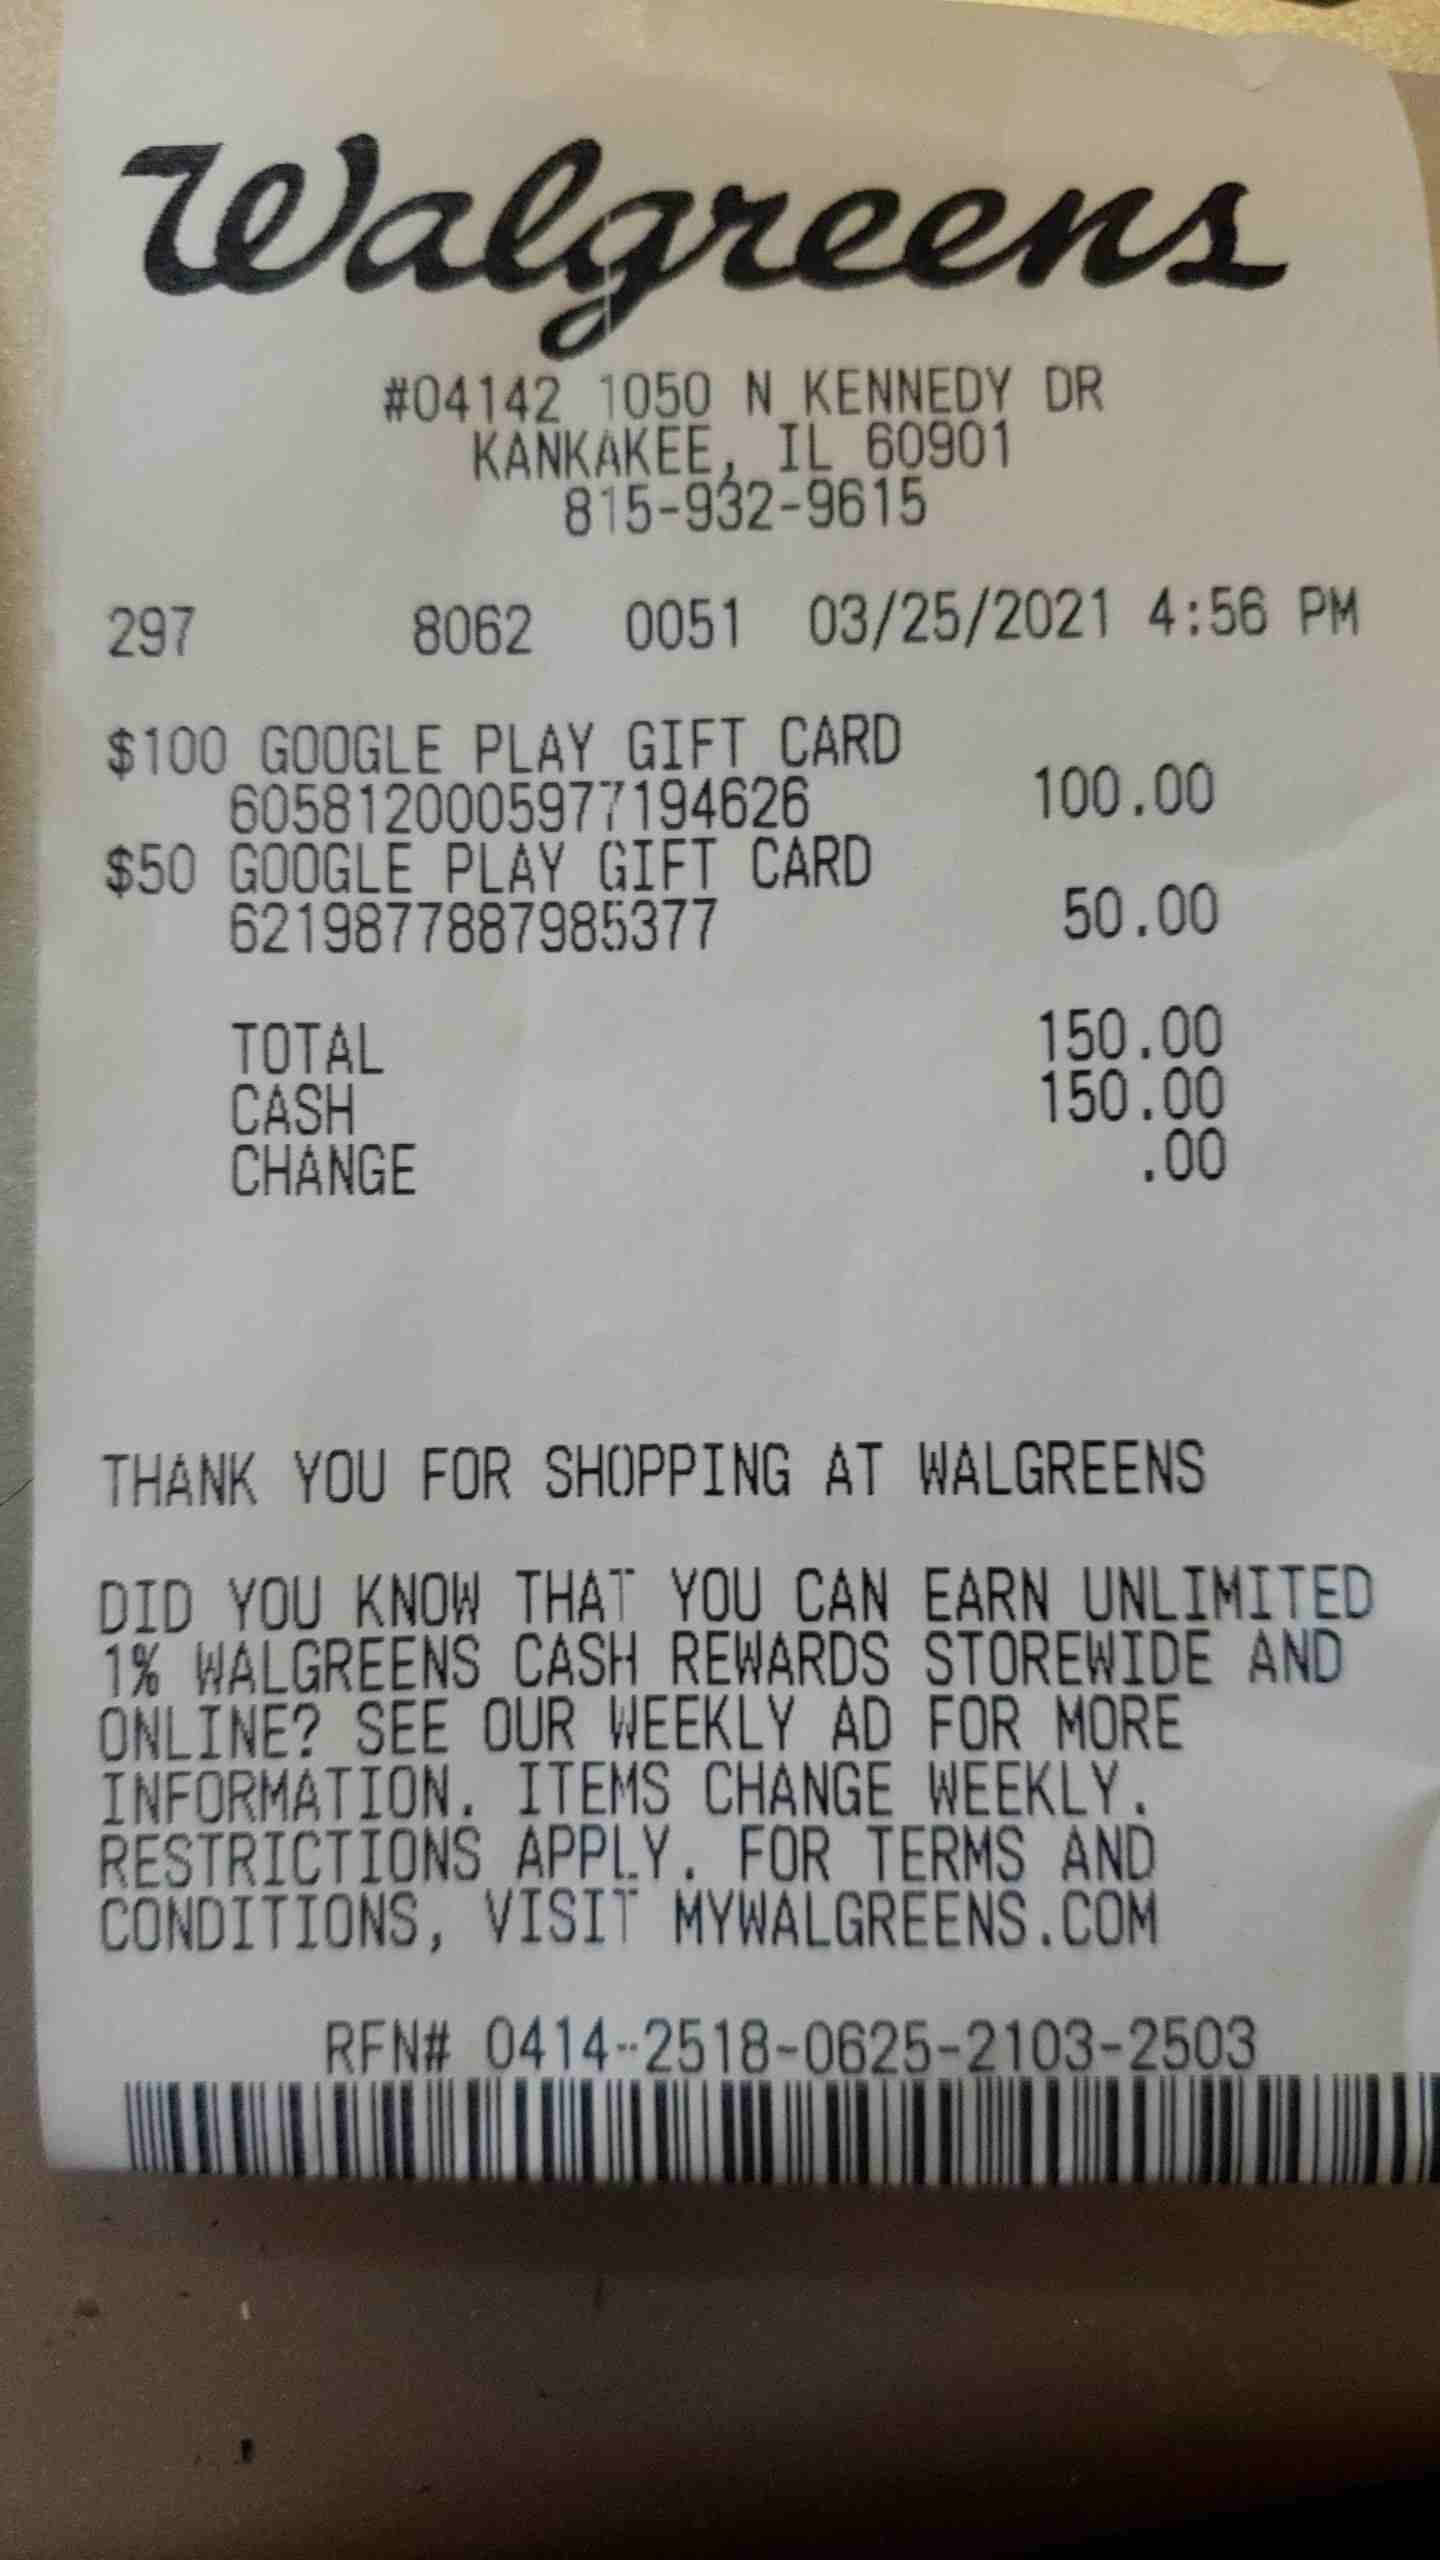 Walgreens
#04142 1050 N KENNEDY DR
KANKAKEE, IL 60901
815-932-9615
297 8062 0051 03/25/2021 4:56 PM
$100 GOOGLE PLAY GIFT CARD
6058120005977194626 100.00
$50 GOOGLE PLAY GIFT CARD
6219877887985377 50.00
TOTAL 150.00
CASH 150.00
CHANGE .00
THANK YOU FOR SHOPPING AT WALGREENS
DID YOU KNOW THAT YOU CAN EARN UNLIMITED
1% WALGREENS CASH REWARDS STOREWIDE AND
ONLINE? SEE OUR WEEKLY AD FOR MORE
INFORMATION. ITEMS CHANGE WEEKLY.
RESTRICTIONS APPLY. FOR TERMS AND
CONDITIONS, VISIT MYWALGREENS.COM
RFN# 0414-2518-0625-2103-2503